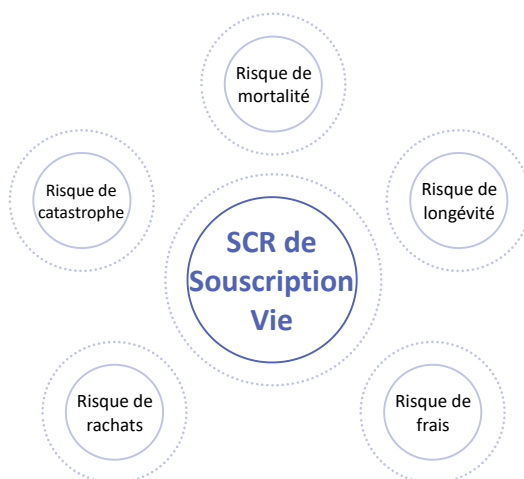 Risque de
mortalité
Risque de
catastrophe
Risque de
longévité
SCR de
Souscription
Vie
Risque de
rachats
Risque de
frais